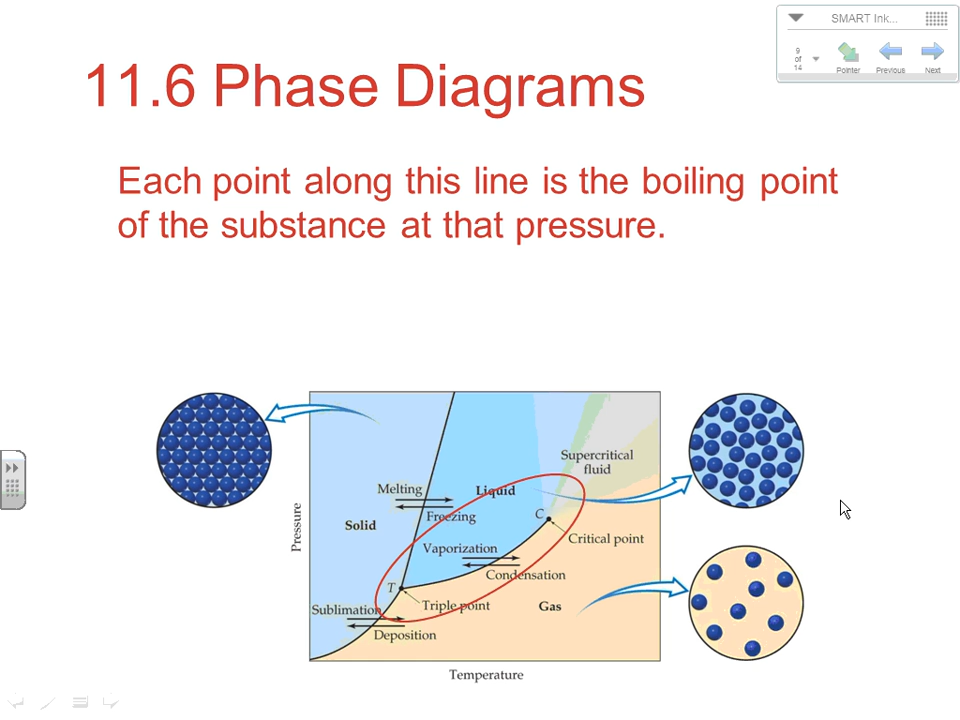 SMART Ink...
9
of
14
Pointer
Previous
Next
11.6 Phase Diagrams
Each point along this line is the boiling point
of the substance at that pressure.
Supercritical
fluid
Melting
Liquid
Freezing
Solid
C
Critical point
Pressure
Vaporization
Condensation
T
Triple point
Gas
Sublimation
Deposition
Temperature